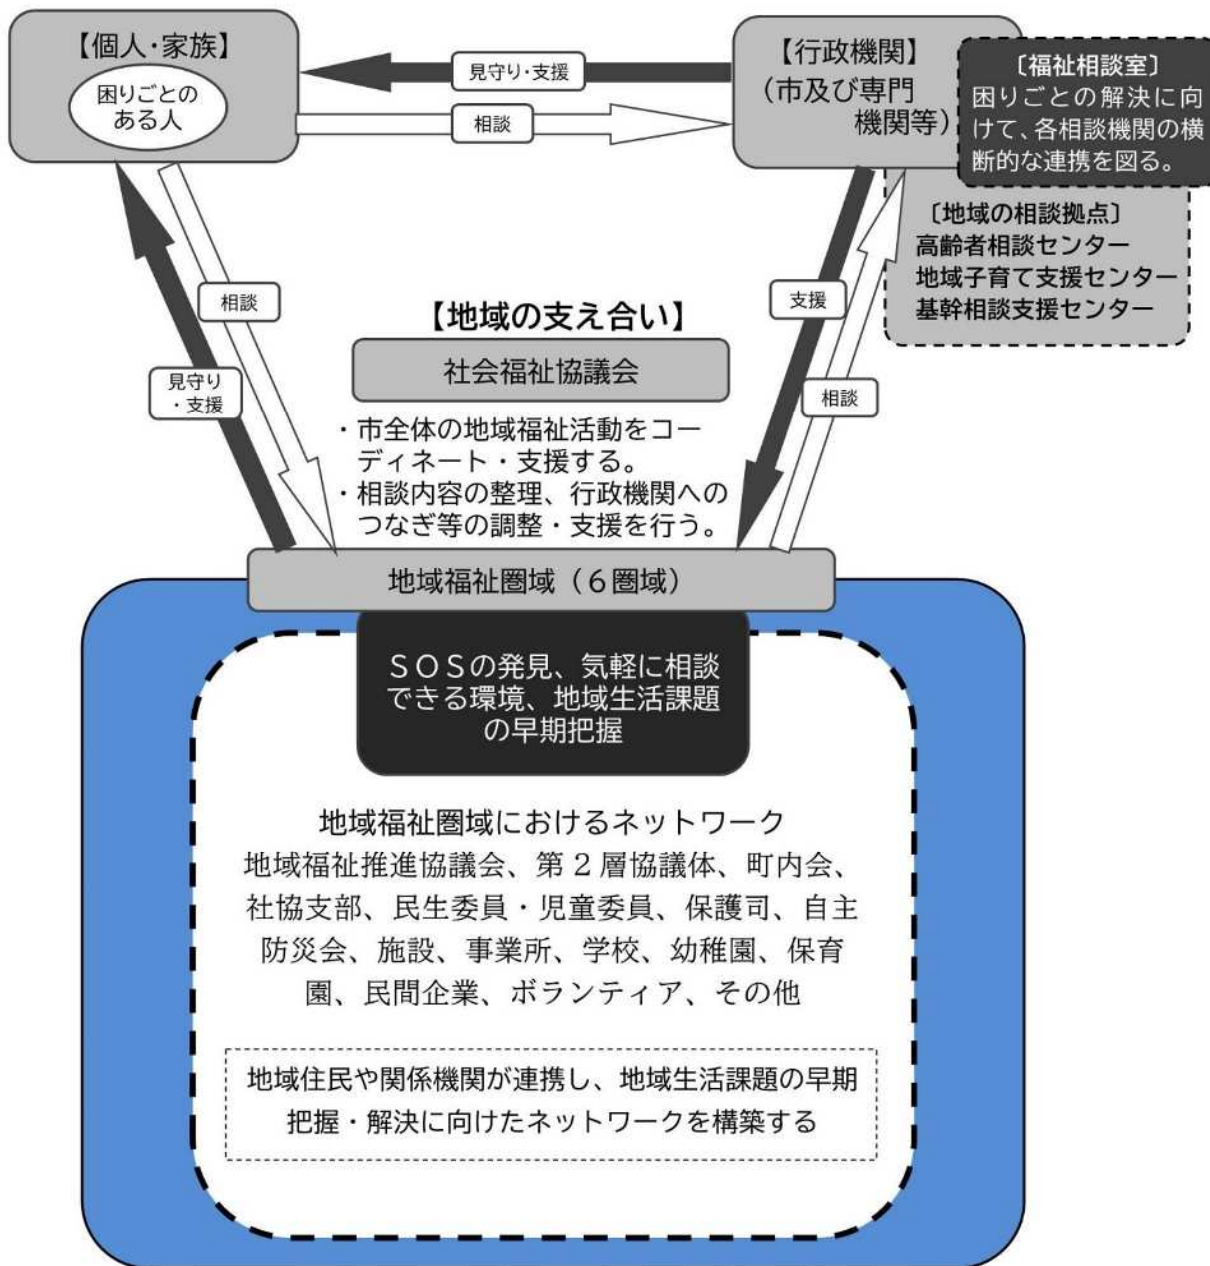 【個人・家族】
困りごとの
ある人
見守り・支援
相談
【行政機関】
（市及び専門
機関等）
〔福祉相談室〕
困りごとの解決に向
けて、各相談機関の横
断的な連携を図る。
〔地域の相談拠点〕
高齢者相談センター
地域子育て支援センター
基幹相談支援センター
相談
見守り
・支援
支援
相談
【地域の支え合い】
社会福祉協議会
・市全体の地域福祉活動をコー
ディネート・支援する。
・相談内容の整理、行政機関への
つなぎ等の調整・支援を行う。
地域福祉圏域（６圏域）
ＳＯＳの発見、気軽に相談
できる環境、地域生活課題
の早期把握
地域福祉圏域におけるネットワーク
地域福祉推進協議会、第２層協議体、町内会、
社協支部、民生委員・児童委員、保護司、自主
防災会、施設、事業所、学校、幼稚園、保育
園、民間企業、ボランティア、その他
地域住民や関係機関が連携し、地域生活課題の早期
把握・解決に向けたネットワークを構築する